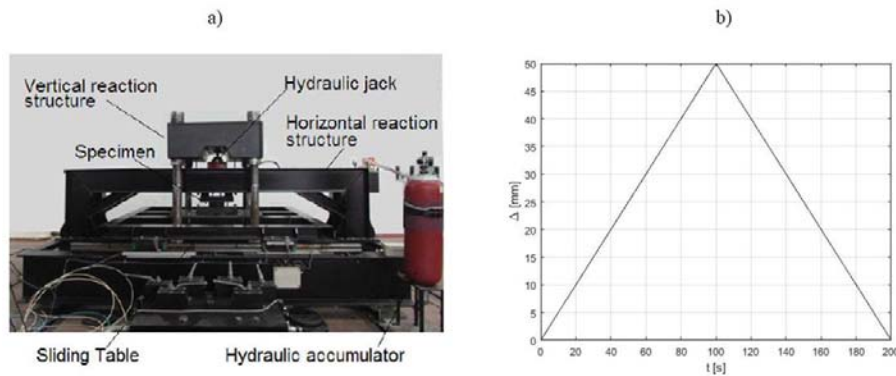 a)
b)
Vertical reaction
structure
Hydraulic jack
Horizontal reaction
structure
Specimen
Sliding Table
Hydraulic accumulator
50
45
40
35
30
25
20
15
10
5
0
Δ [mm]
0 20 40 60 80 100 120 140 160 180 200
t [s]